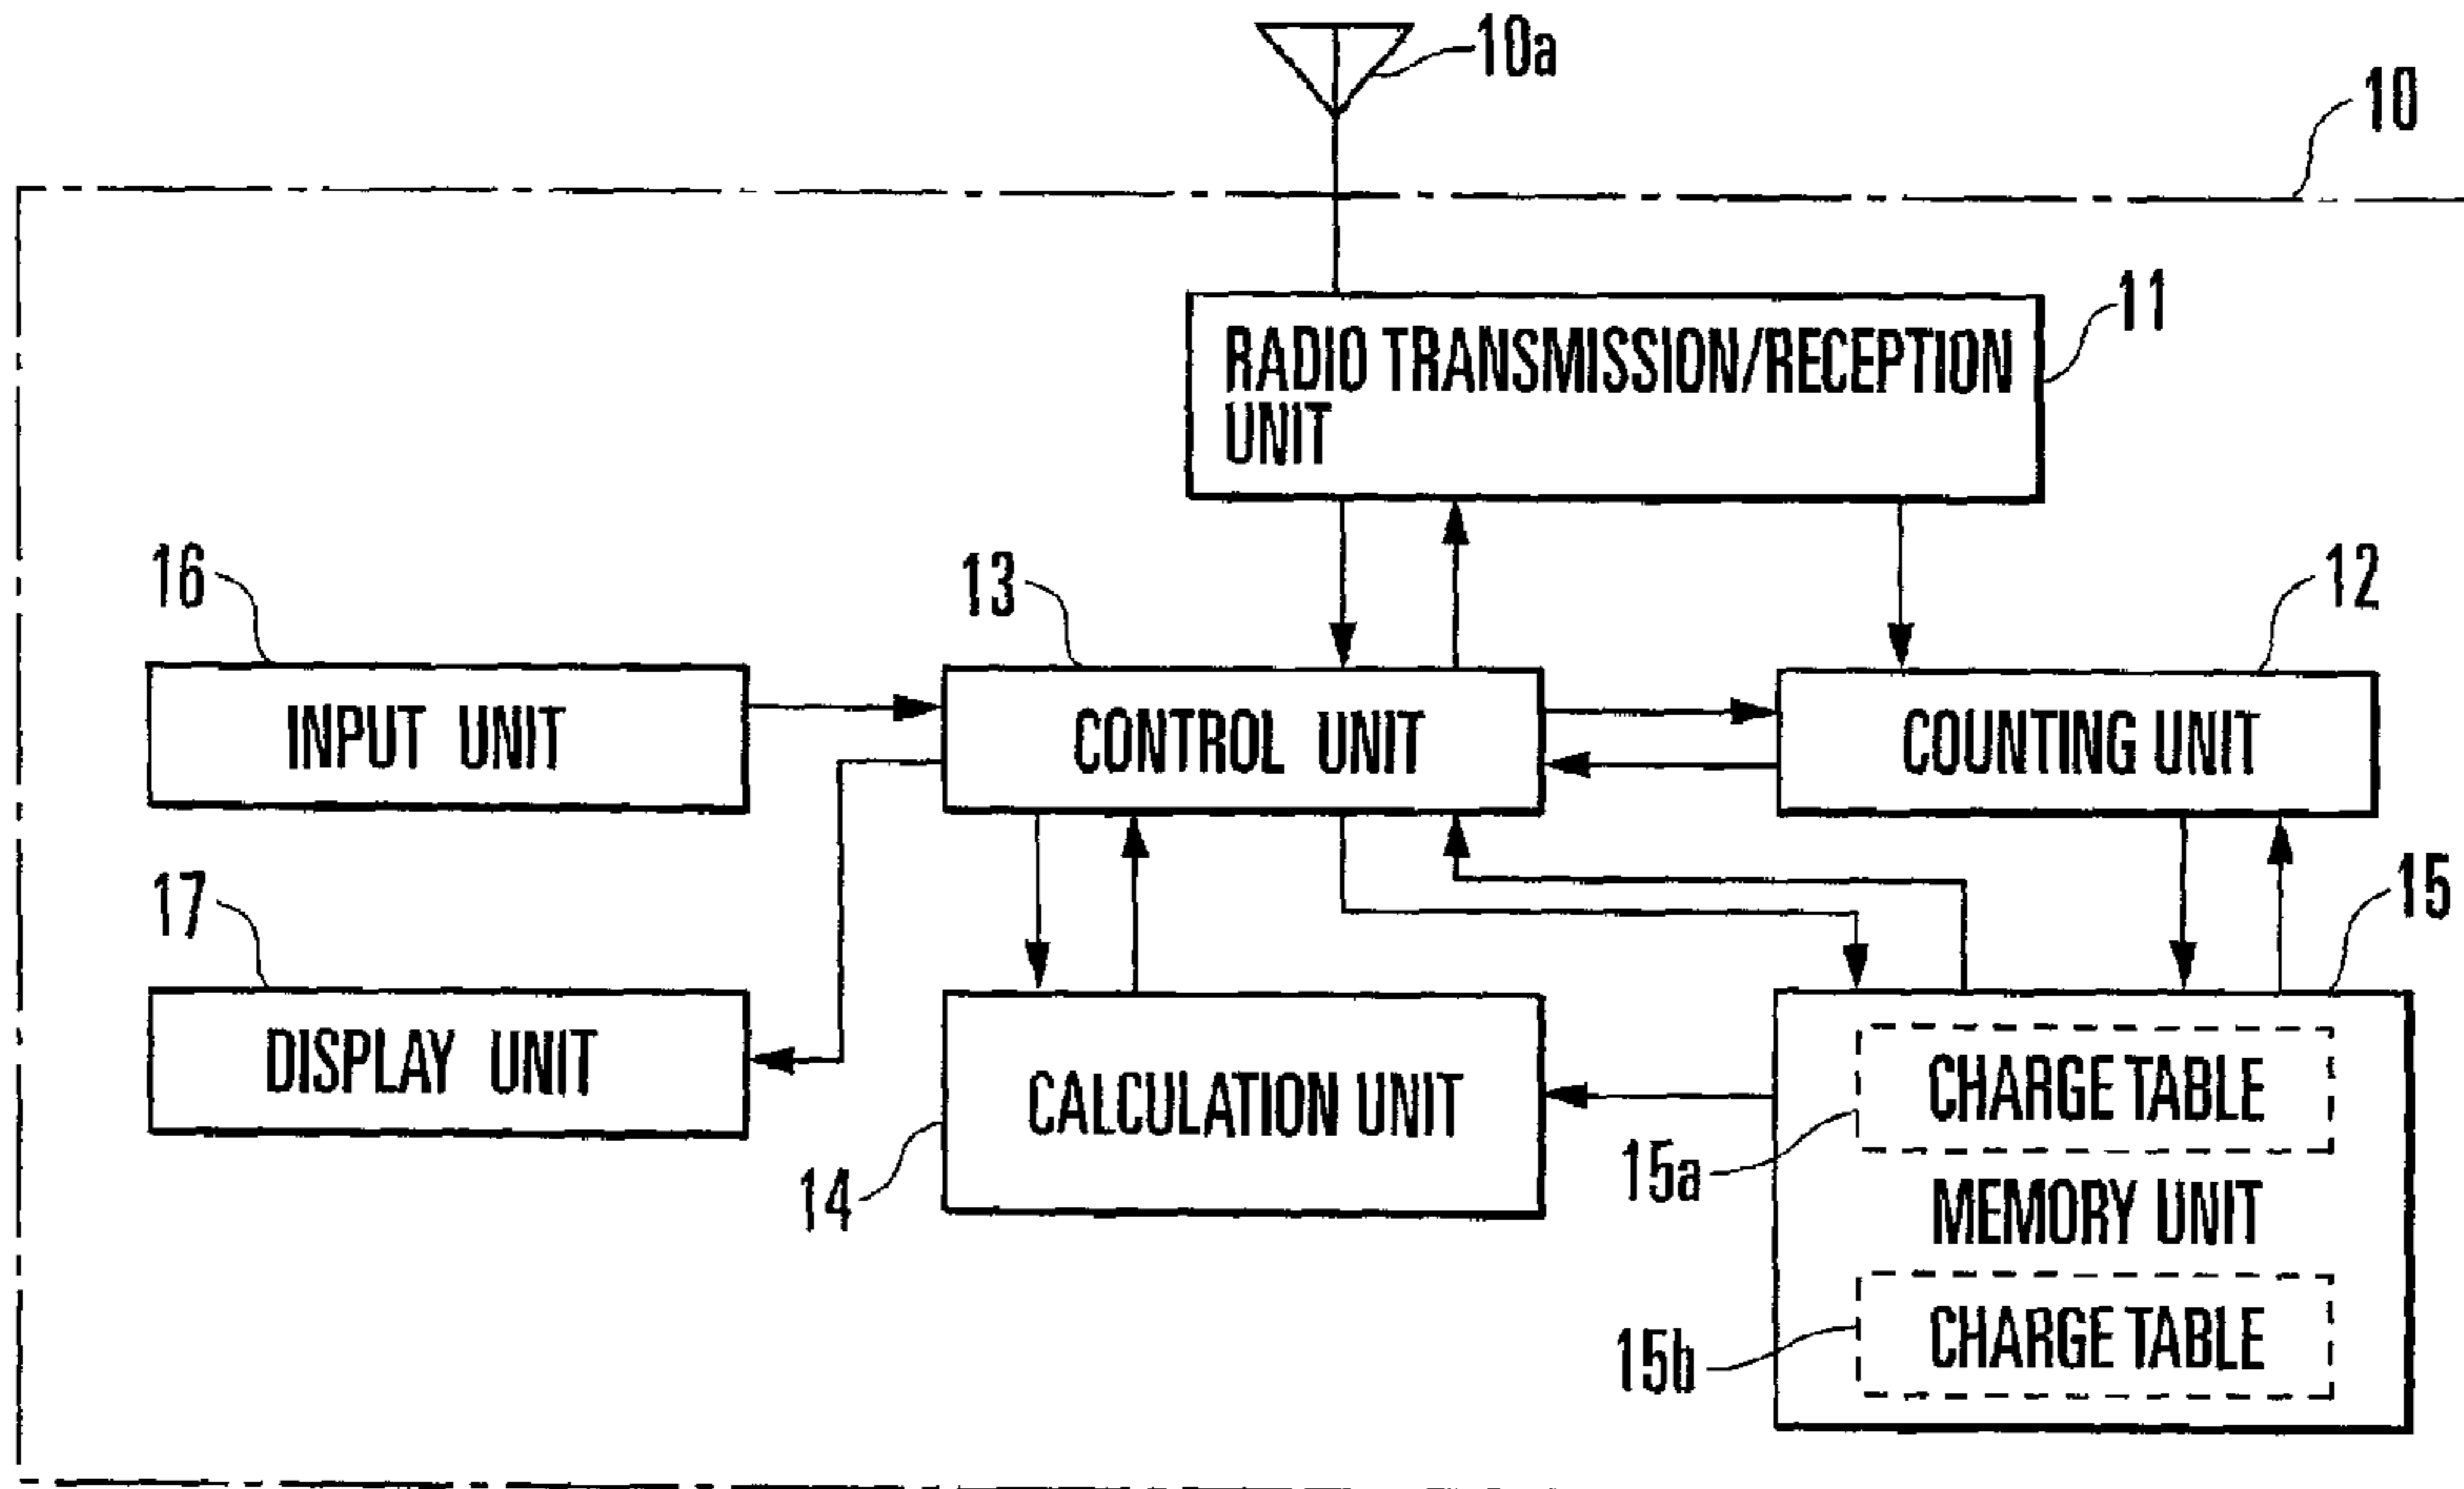 10a
10
RADIO TRANSMISSION/RECEPTION
UNIT
11
16
13
12
INPUT UNIT
CONTROL UNIT
COUNTING UNIT
17
15
DISPLAY UNIT
CALCULATION UNIT
14
CHARGE TABLE
15a
MEMORY UNIT
15b
CHARGE TABLE